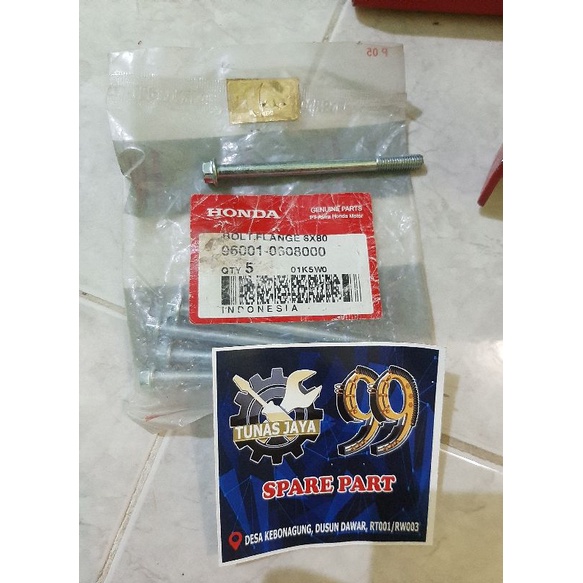 P 05
HONDA
GENUINE PARTS
PT Astra Honda Motor
BOLT,FLANGE 6X80
96001-0608000
QTY 5 01K5W0
INDONESIA
TUNAS JAYA
99
SPARE PART
DESA KEBONAGUNG, DUSUN DAWAR, RT001/RW003